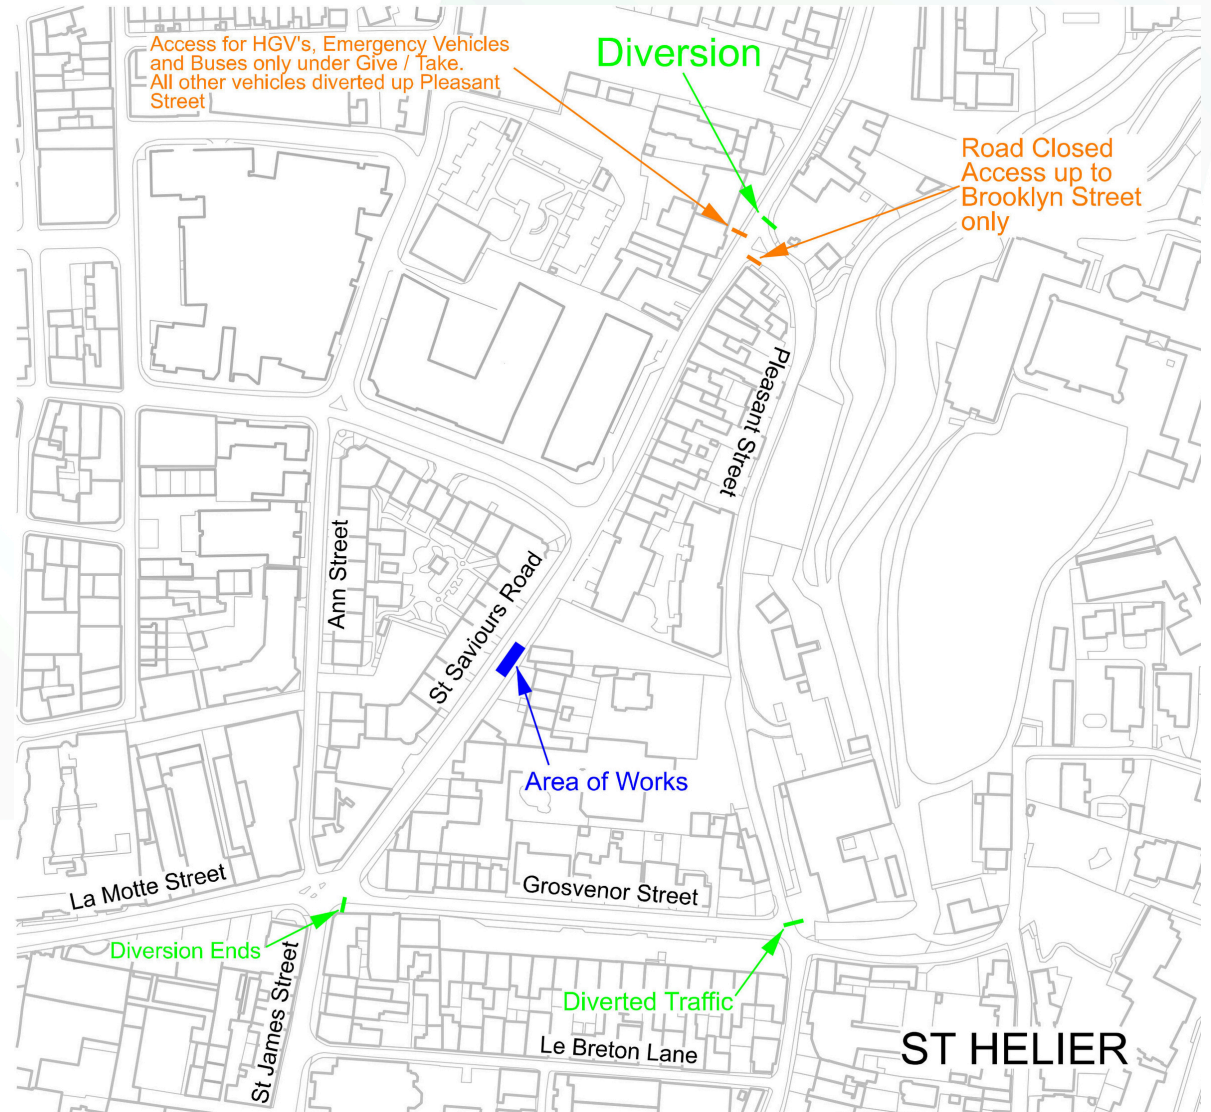 Access for HGV's, Emergency Vehicles
and Buses only under Give / Take.
All other vehicles diverted up Pleasant
Street
Diversion
Road Closed
Access up to
Brooklyn Street
only
Pleasant Street
Ann Street
St Saviours Road
Area of Works
La Motte Street
Grosvenor Street
Diversion Ends
St James Street
Diverted Traffic
Le Breton Lane
ST HELIER